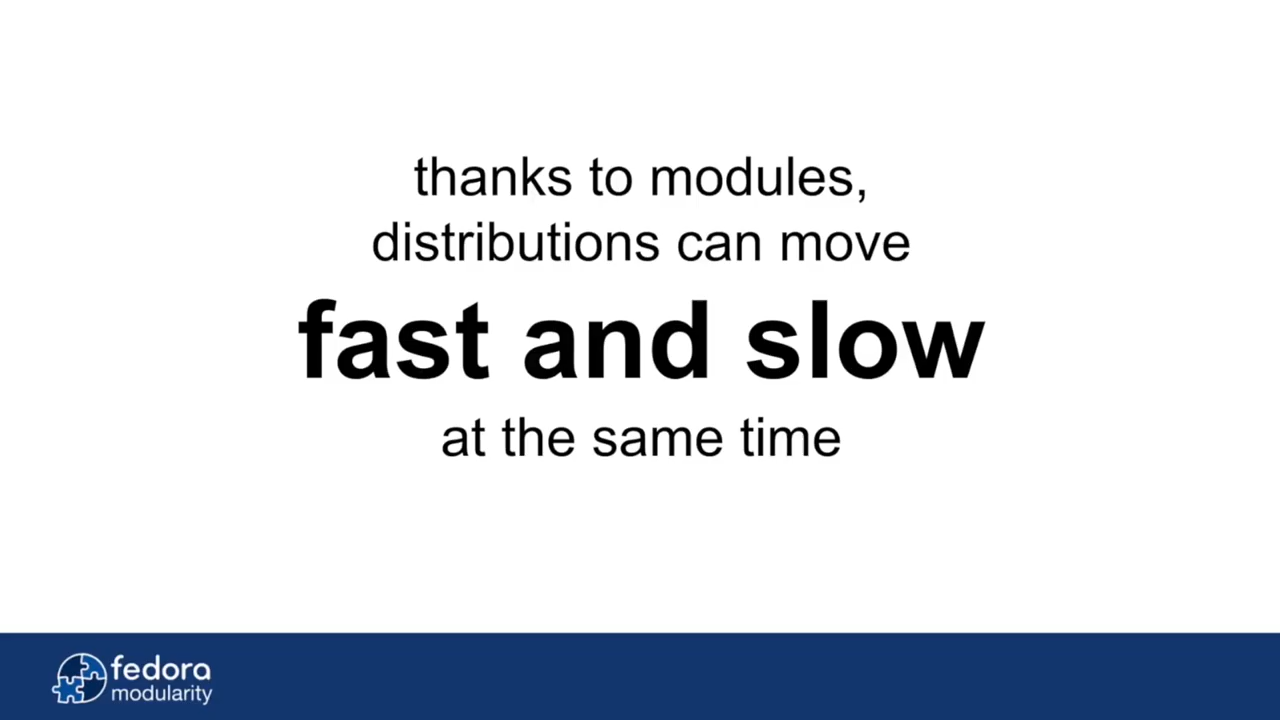 thanks to modules,
distributions can move
fast and slow
at the same time
fedora
modularity